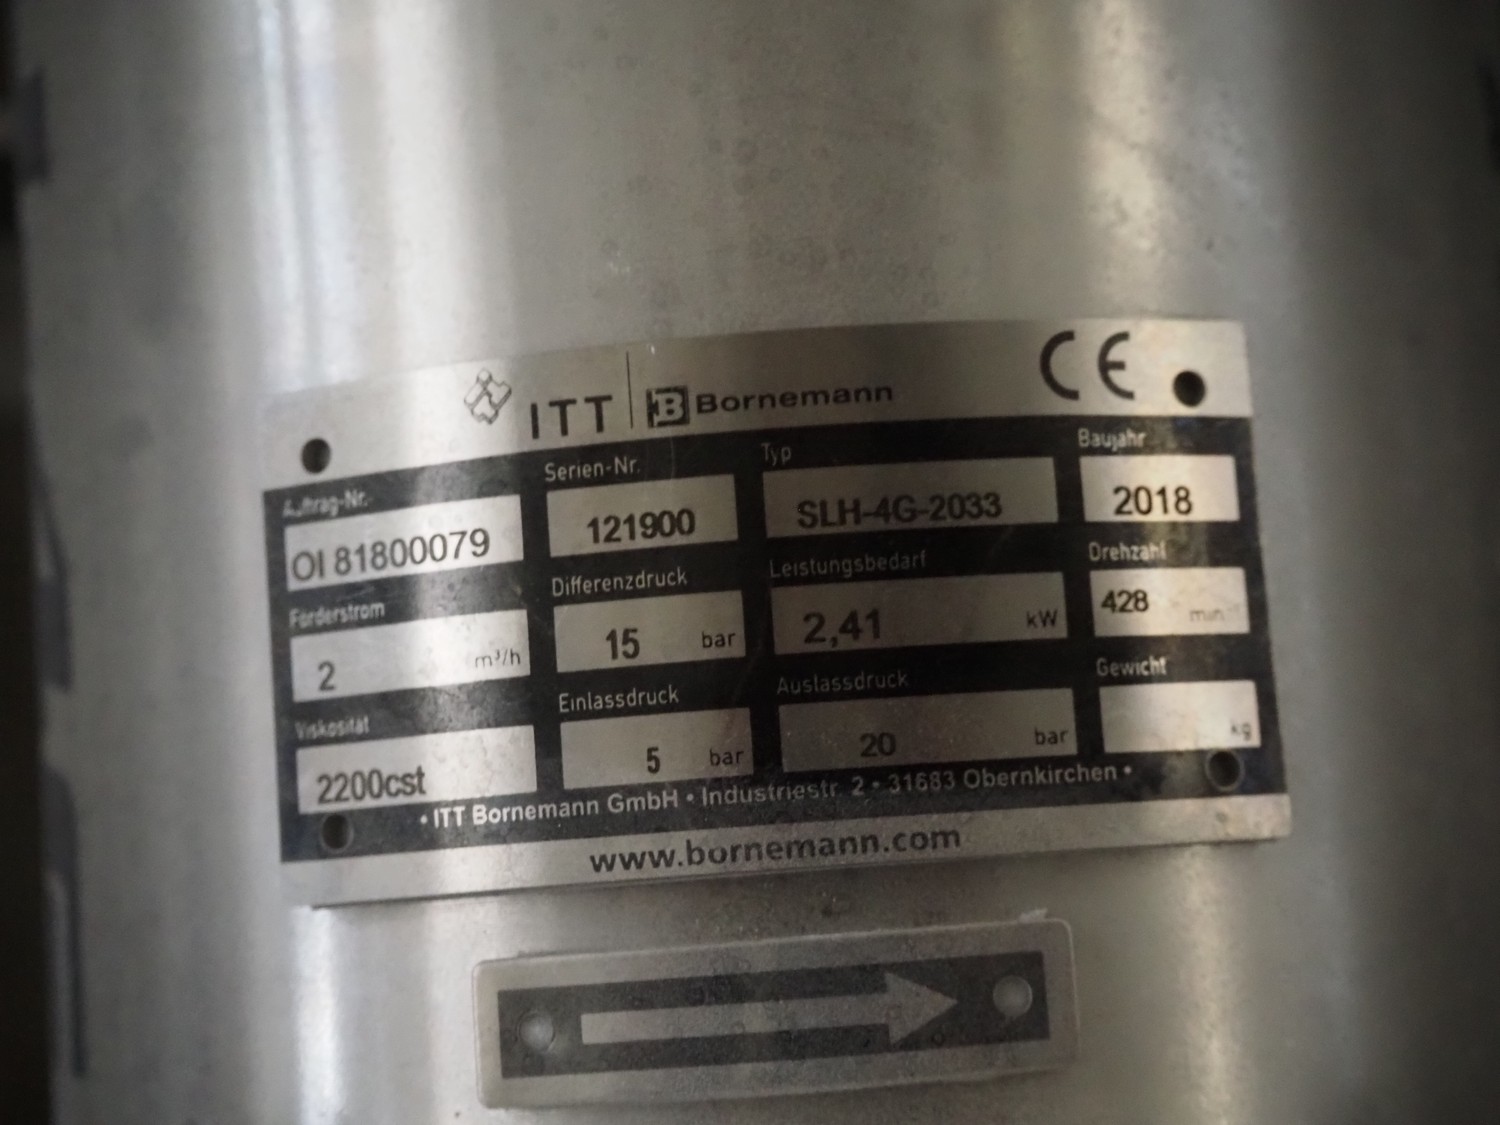 ITT Bornemann CE
Auftrag-Nr. Serien-Nr. Typ Baujahr
OI 81800079 121900 SLH-4G-2033 2018
Förderstrom Differenzdruck Leistungsbedarf Drehzahl
2 m³/h 15 bar 2,41 kW 428 min
Viskosität Einlassdruck Auslassdruck Gewicht
2200cst 5 bar 20 bar kg
• ITT Bornemann GmbH • Industriestr. 2 • 31683 Obernkirchen •
www.bornemann.com